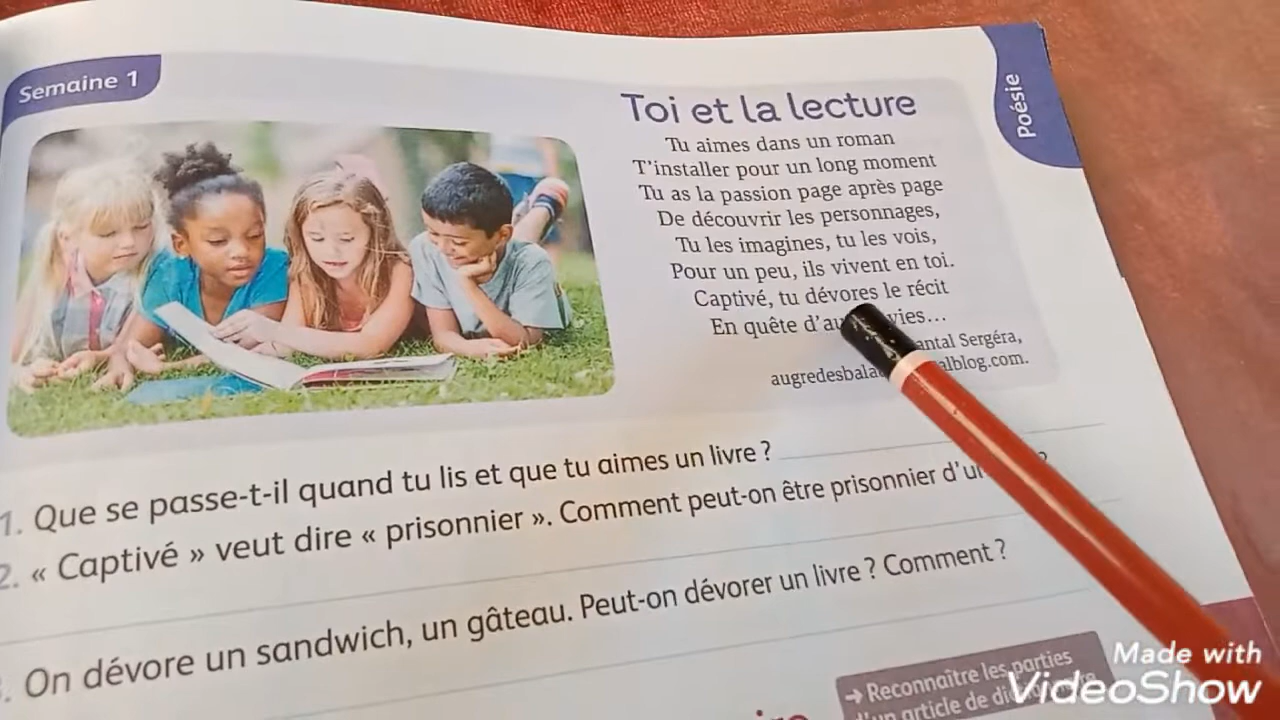 Semaine 1
Poésie
Toi et la lecture
Tu aimes dans un roman
T'installer pour un long moment
Tu as la passion page après page
De découvrir les personnages,
Tu les imagines, tu les vois,
Pour un peu, ils vivent en toi.
Captivé, tu dévores le récit
En quête d'au vies...
Sergéra,
1. Que se passe-t-il quand tu lis et que tu aimes un livre ?
2. « Captivé » veut dire « prisonnier ». Comment peut-on être prisonnier ?
. On dévore un sandwich, un gâteau. Peut-on dévorer un livre ? Comment ?
→ Reconnaître les parties
d'un article de
Made with
VideoShow